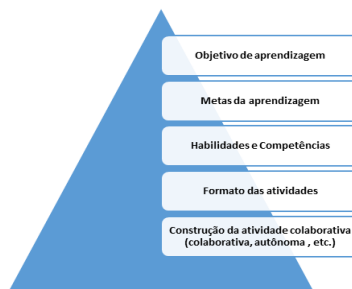 Objetivo de aprendizagem
Metas da aprendizagem
Habilidades e Competências
Formato das atividades
Construção da atividade colaborativa
(colaborativa, autônoma , etc.)